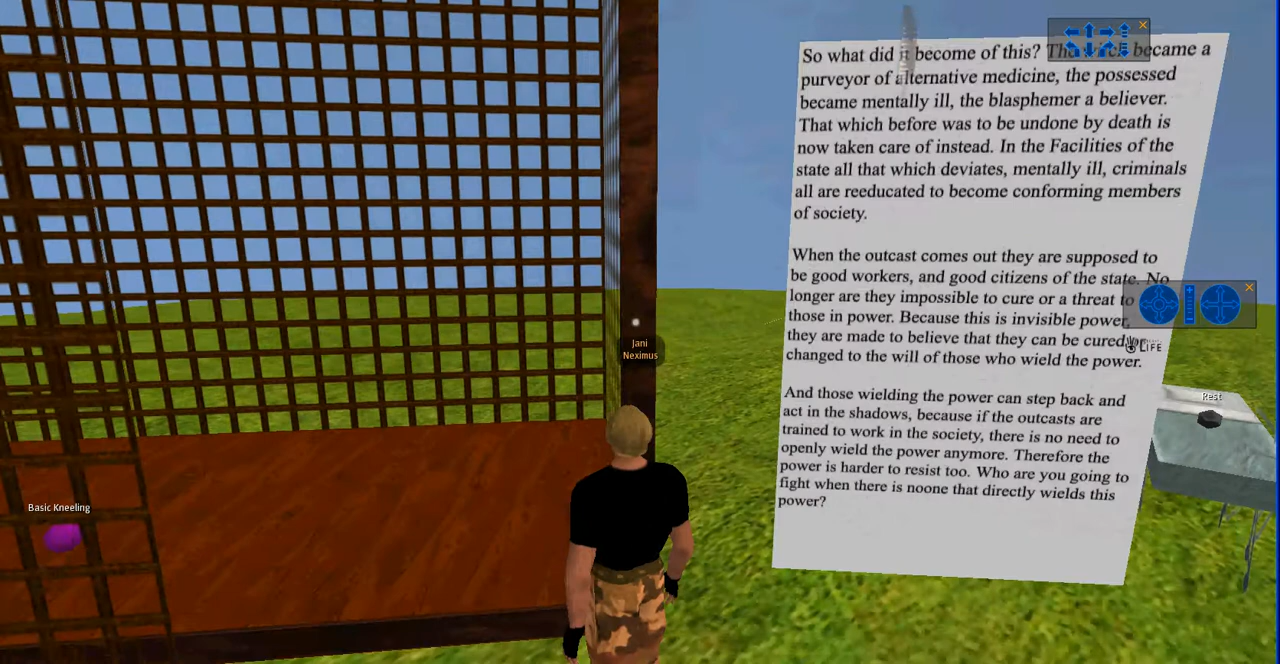 So what did it become of this? The witch became a
purveyor of alternative medicine, the possessed
became mentally ill, the blasphemer a believer.
That which before was to be undone by death is
now taken care of instead. In the Facilities of the
state all that which deviates, mentally ill, criminals
all are reeducated to become conforming members
of society.
When the outcast comes out they are supposed to
be good workers, and good citizens of the state. No
longer are they impossible to cure or a threat to
those in power. Because this is invisible power,
they are made to believe that they can be cured or
changed to the will of those who wield the power.
And those wielding the power can step back and
act in the shadows, because if the outcasts are
trained to work in the society, there is no need to
openly wield the power anymore. Therefore the
power is harder to resist too. Who are you going to
fight when there is noone that directly wields this
power?
Jani
Neximus
LIFE
Rest
Basic Kneeling